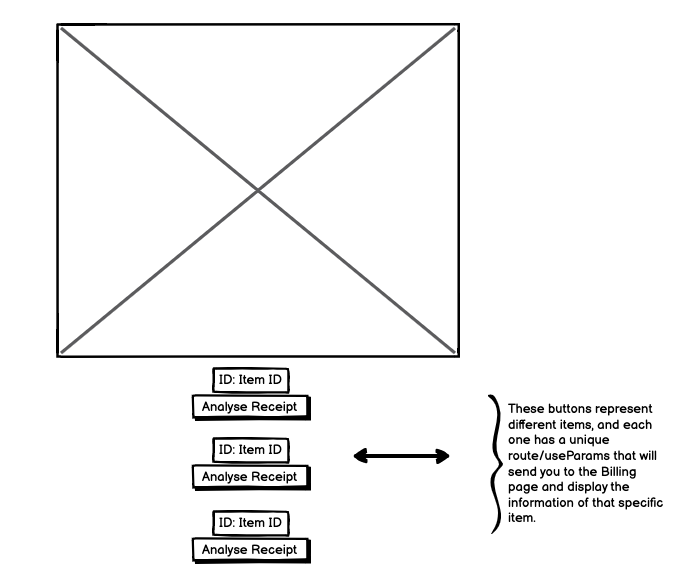 ID: Item ID
Analyse Receipt
ID: Item ID
Analyse Receipt
ID: Item ID
Analyse Receipt
These buttons represent
different items, and each
one has a unique
route/useParams that will
send you to the Billing
page and display the
information of that specific
item.